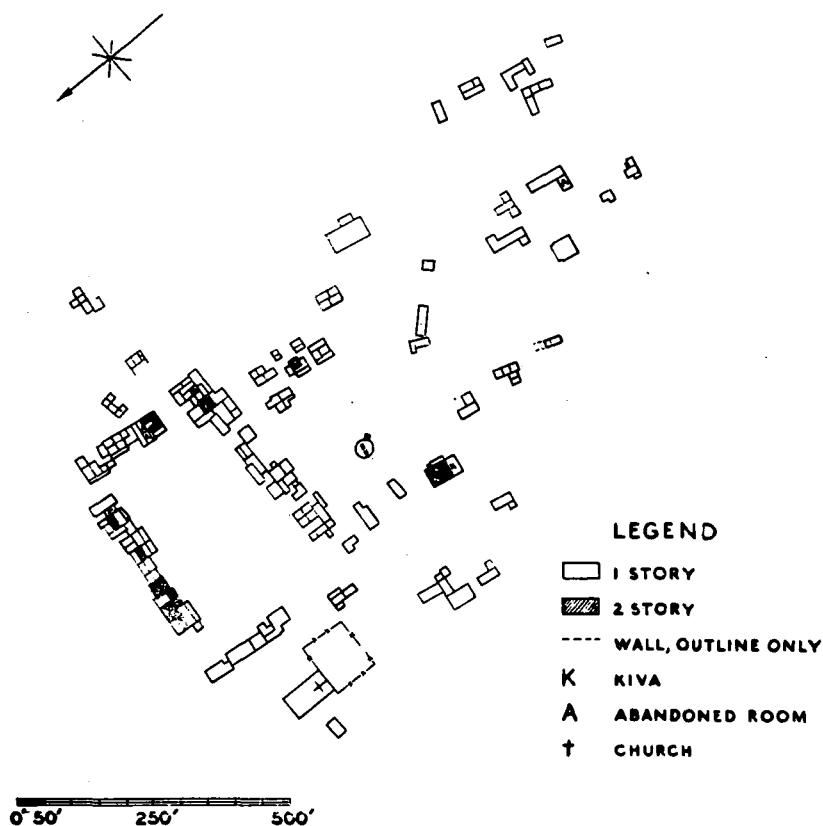 LEGEND
1 STORY
2 STORY
WALL, OUTLINE ONLY
K KIVA
A ABANDONED ROOM
† CHURCH
0' 50' 250' 500'